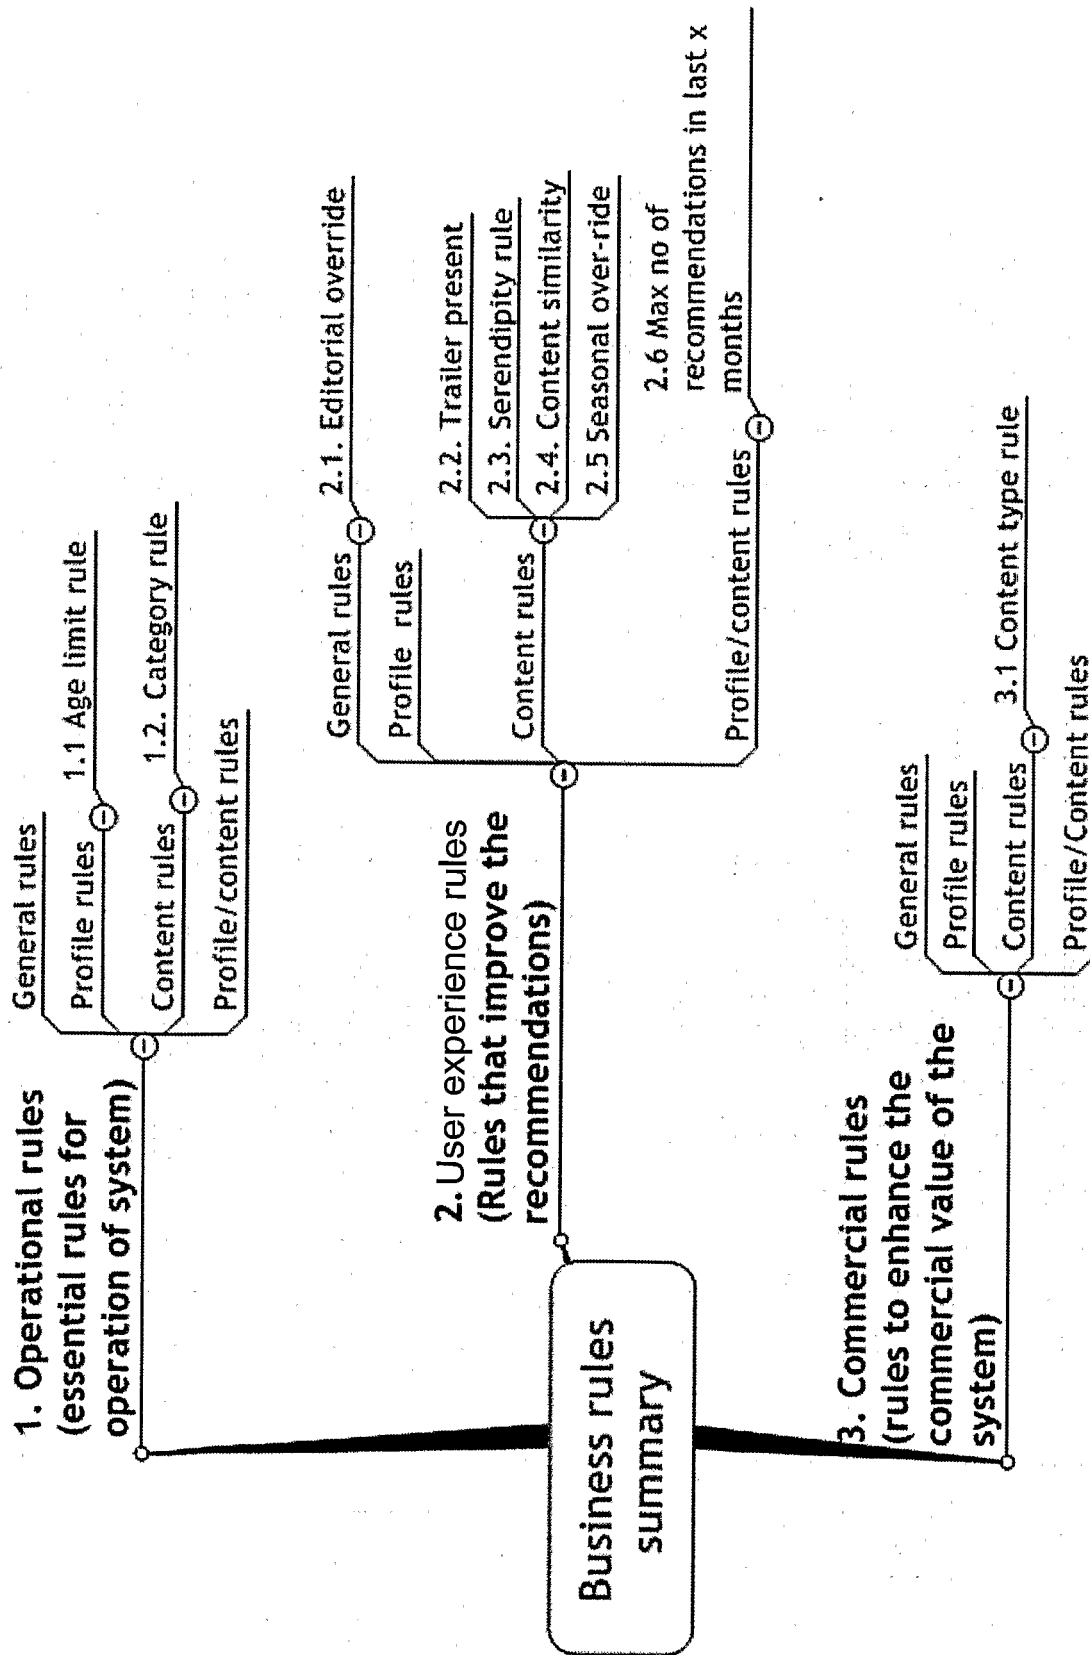 Business rules
summary
1. Operational rules
(essential rules for
operation of system)
General rules
Profile rules
1.1 Age limit rule
Content rules
1.2. Category rule
Profile/content rules
2. User experience rules
(Rules that improve the
recommendations)
General rules
2.1. Editorial override
Profile rules
Content rules
2.2. Trailer present
2.3. Serendipity rule
2.4. Content similarity
2.5 Seasonal over-ride
Profile/content rules
2.6 Max no of
recommendations in last x
months
3. Commercial rules
(rules to enhance the
commercial value of the
system)
General rules
Profile rules
Content rules
3.1 Content type rule
Profile/Content rules